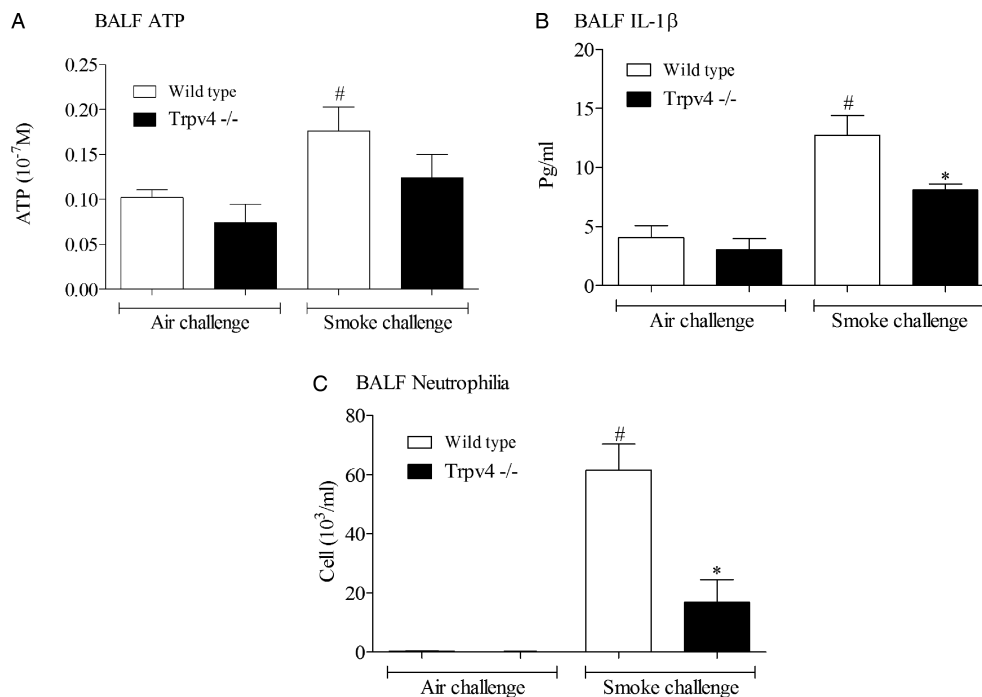 A BALF ATP
0.25
0.20
0.15
0.10
0.05
0.00
ATP (10⁻⁷M)
Wild type
Trpv4 -/-
#
Air challenge Smoke challenge
B BALF IL-1β
20
15
10
5
0
Pg/ml
Wild type
Trpv4 -/-
#
*
Air challenge Smoke challenge
C BALF Neutrophilia
80
60
40
20
0
Cell (10³/ml)
Wild type
Trpv4 -/-
#
*
Air challenge Smoke challenge